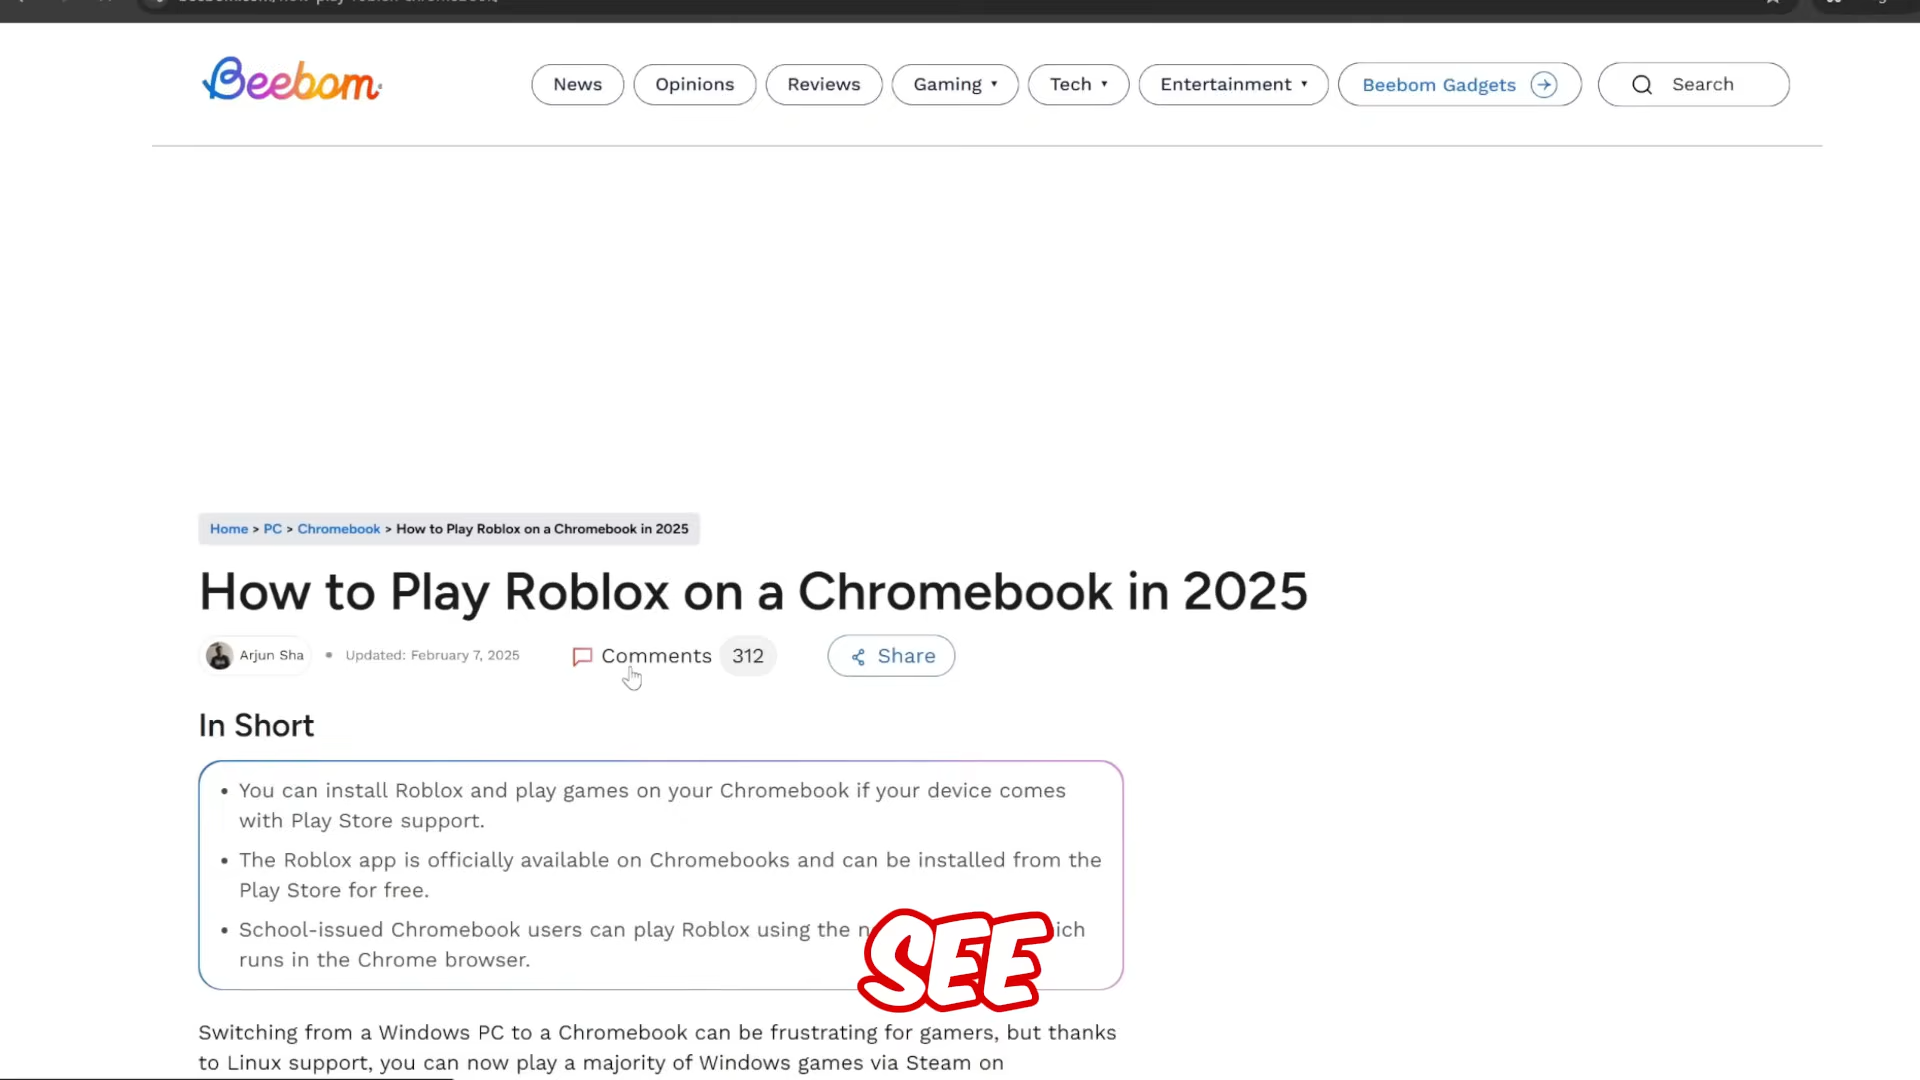 Beebom
News
Opinions
Reviews
Gaming
Tech
Entertainment
Beebom Gadgets
Search
Home > PC > Chromebook > How to Play Roblox on a Chromebook in 2025
How to Play Roblox on a Chromebook in 2025
Arjun Sha • Updated: February 7, 2025
Comments 312
Share
In Short
• You can install Roblox and play games on your Chromebook if your device comes
with Play Store support.
• The Roblox app is officially available on Chromebooks and can be installed from the
Play Store for free.
• School-issued Chromebook users can play Roblox using the
runs in the Chrome browser.
SEE
Switching from a Windows PC to a Chromebook can be frustrating for gamers, but thanks
to Linux support, you can now play a majority of Windows games via Steam on